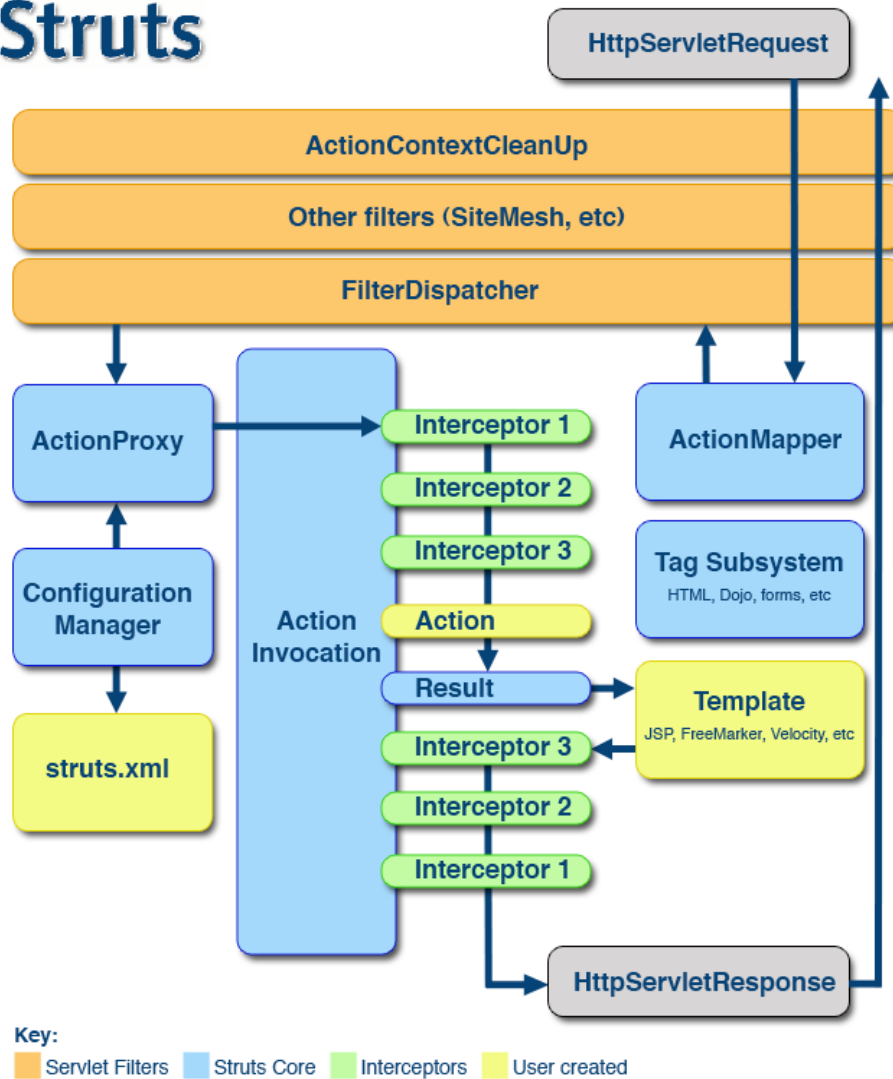 Struts
HttpServletRequest
ActionContextCleanUp
Other filters (SiteMesh, etc)
FilterDispatcher
ActionProxy
Interceptor 1
ActionMapper
Interceptor 2
Interceptor 3
Tag Subsystem
HTML, Dojo, forms, etc
Configuration
Manager
Action
Invocation
Action
Result
Template
JSP, FreeMarker, Velocity, etc
struts.xml
Interceptor 3
Interceptor 2
Interceptor 1
HttpServletResponse
Key:
Servlet Filters
Struts Core
Interceptors
User created